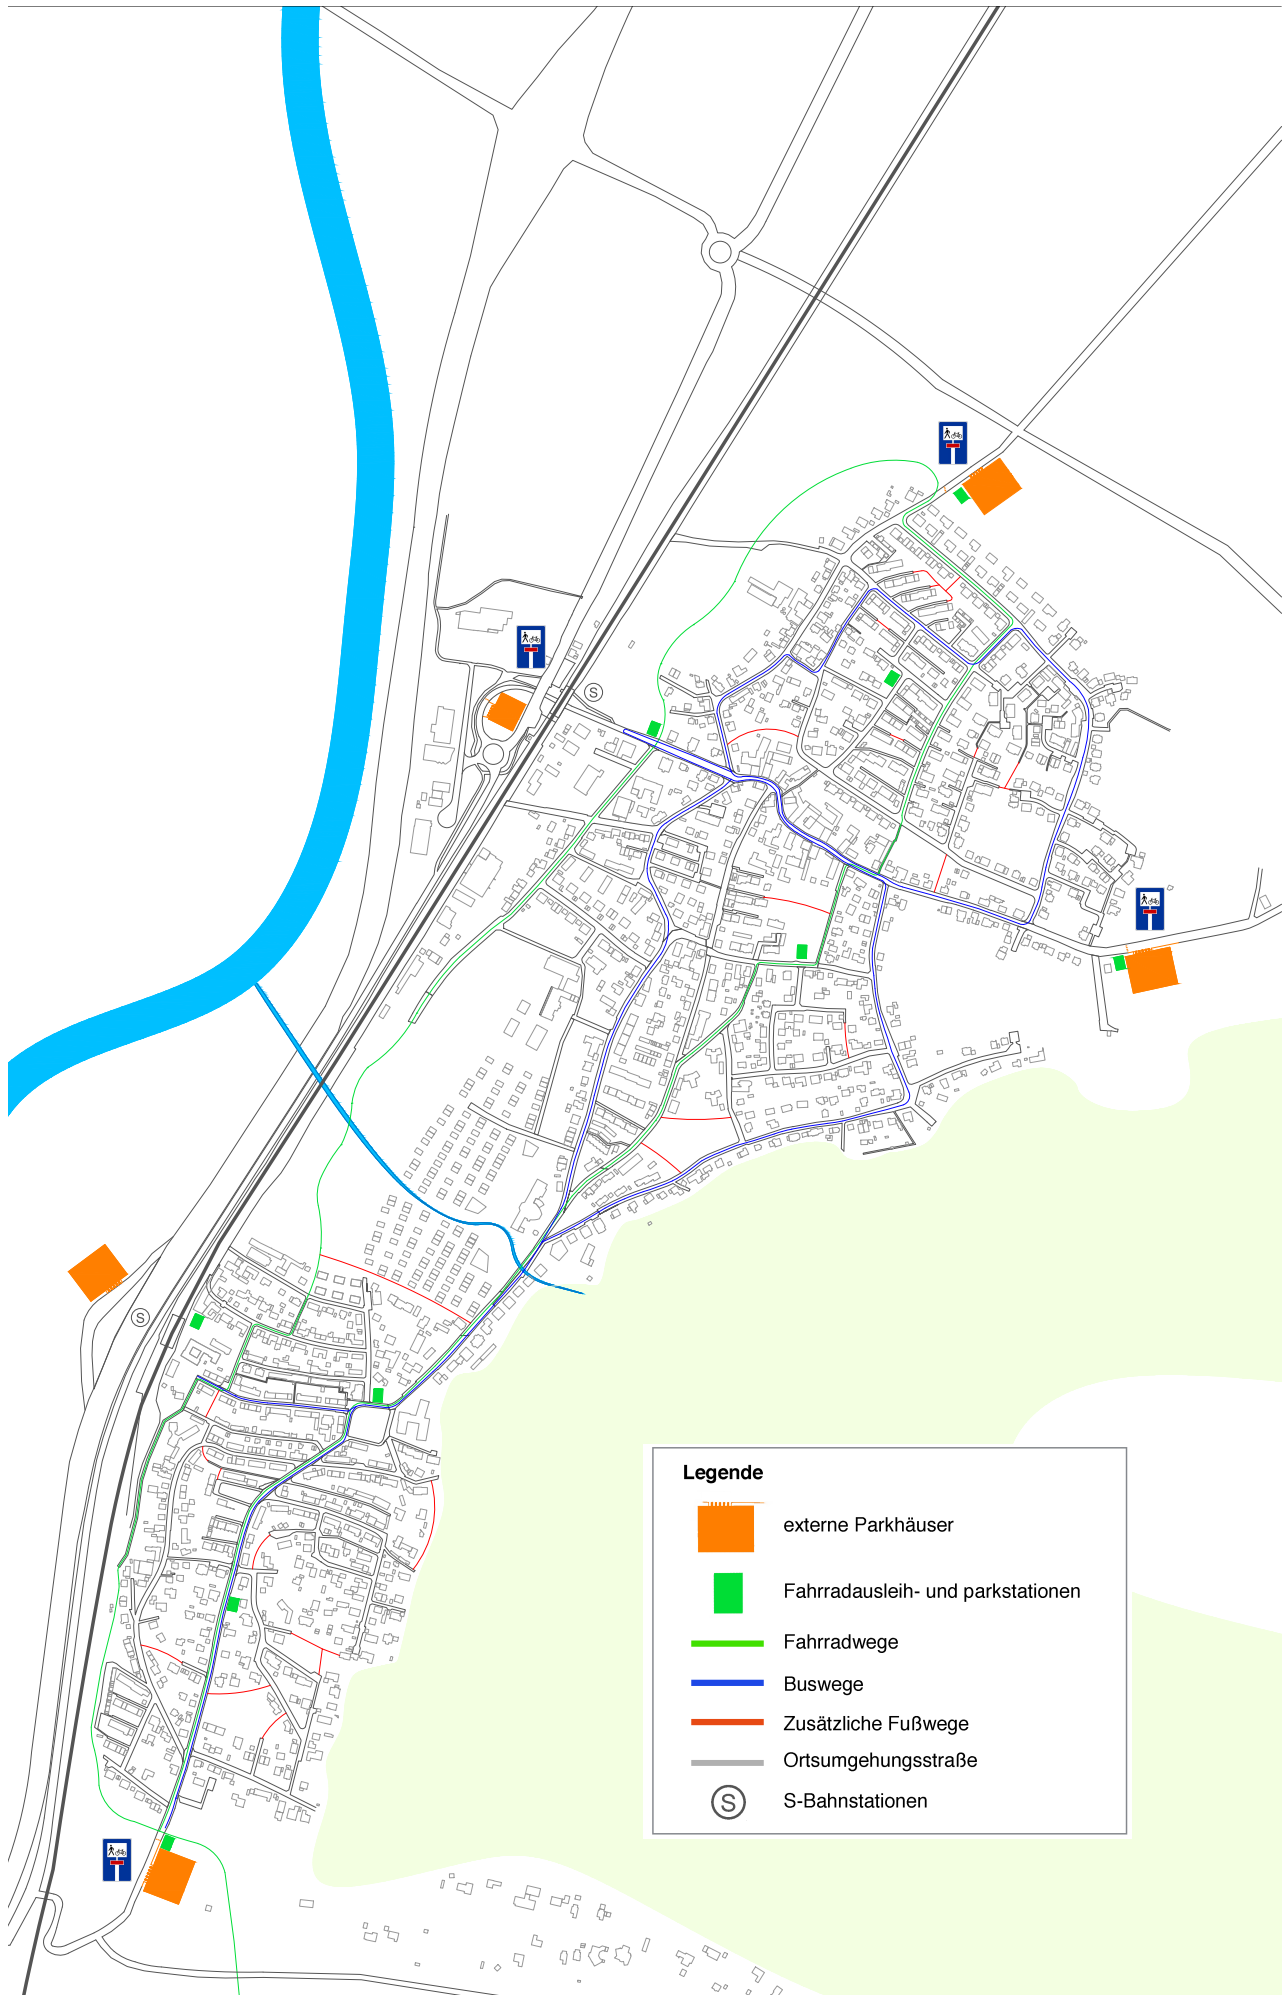 S
S
Legende
externe Parkhäuser
Fahrradausleih- und parkstationen
Fahrradwege
Buswege
Zusätzliche Fußwege
Ortsumgehungsstraße
S
S-Bahnstationen